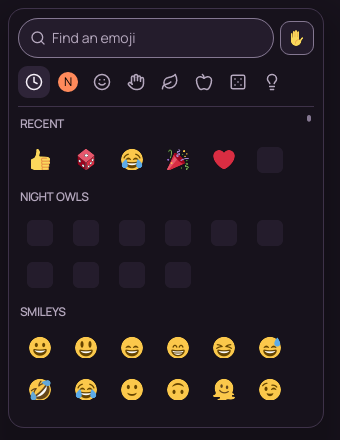 Find an emoji
N
RECENT
NIGHT OWLS
SMILEYS